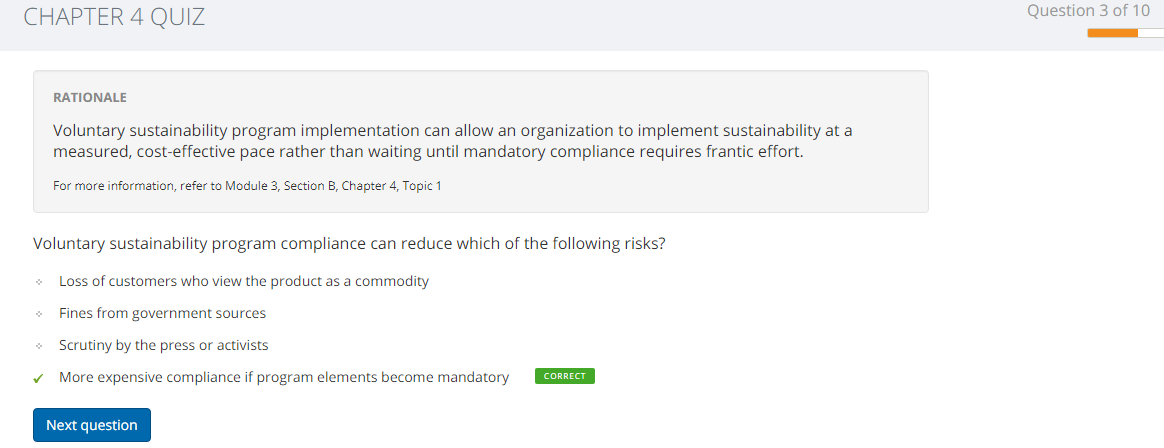 CHAPTER 4 QUIZ
Question 3 of 10
RATIONALE
Voluntary sustainability program implementation can allow an organization to implement sustainability at a
measured, cost-effective pace rather than waiting until mandatory compliance requires frantic effort.
For more information, refer to Module 3, Section B, Chapter 4, Topic 1
Voluntary sustainability program compliance can reduce which of the following risks?
Loss of customers who view the product as a commodity
Fines from government sources
Scrutiny by the press or activists
More expensive compliance if program elements become mandatory CORRECT
Next question